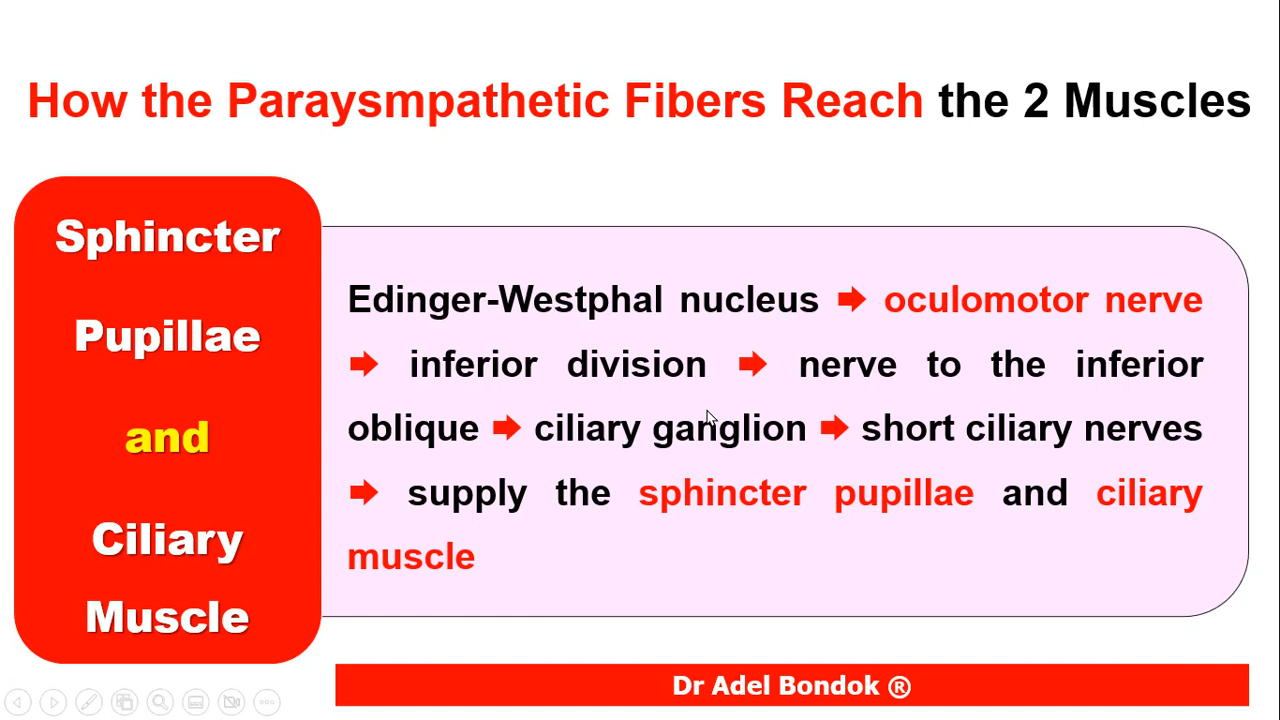 How the Paraysmpathetic Fibers Reach the 2 Muscles
Sphincter
Pupillae
and
Ciliary
Muscle
Edinger-Westphal nucleus ➡ oculomotor nerve
➡ inferior division ➡ nerve to the inferior
oblique ➡ ciliary ganglion ➡ short ciliary nerves
➡ supply the sphincter pupillae and ciliary
muscle
Dr Adel Bondok ®